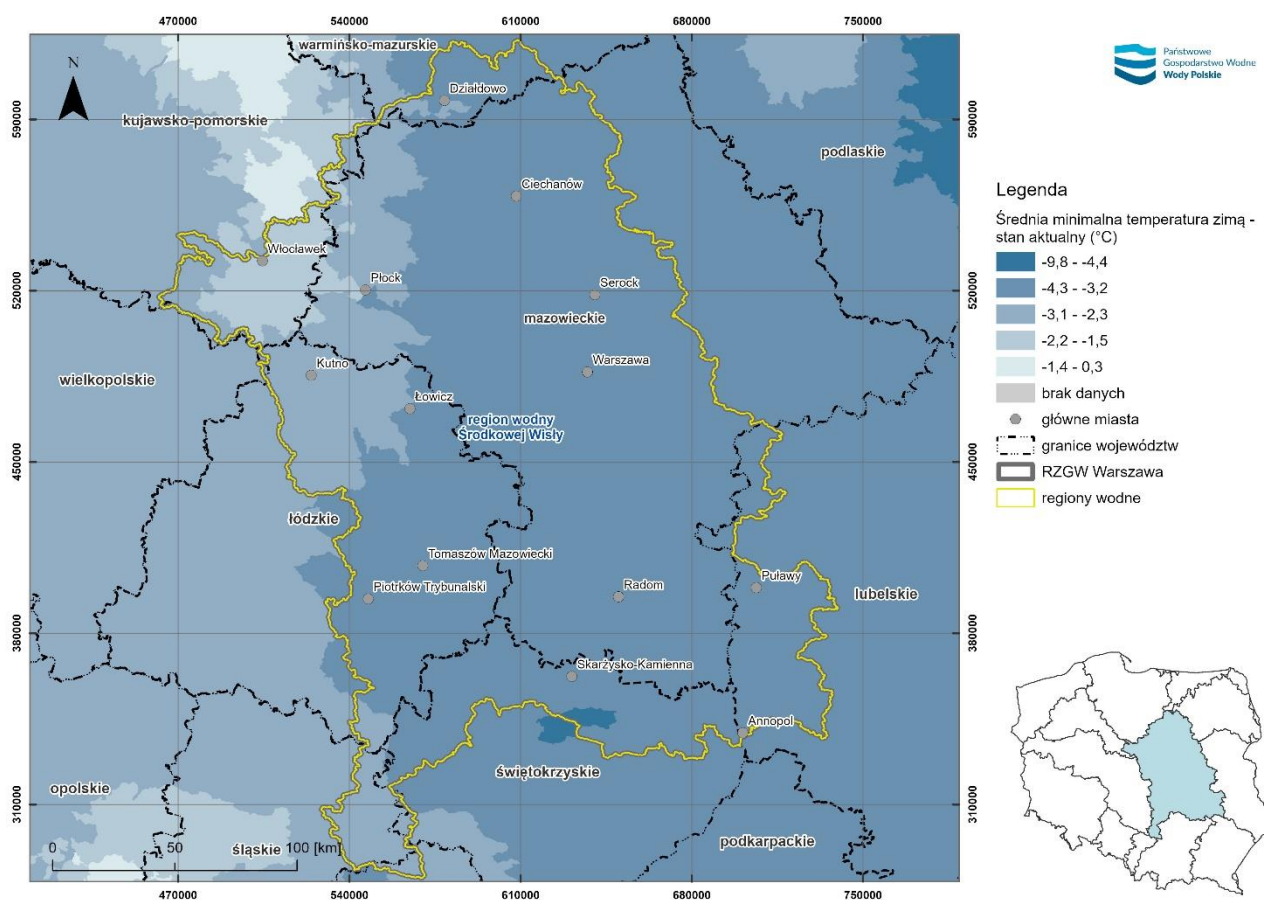 470000
540000
610000
680000
750000
N
warmińsko-mazurskie
Działdowo
590000
590000
kujawsko-pomorskie
podlaskie
Ciechanów
Włocławek
Płock
Serock
520000
520000
mazowieckie
Warszawa
Kutno
wielkopolskie
Łowicz
region wodny
Środkowej Wisły
450000
450000
łódzkie
Tomaszów Mazowiecki
Piotrków Trybunalski
Radom
Puławy
lubelskie
380000
380000
Skarżysko-Kamienna
Annopol
świętokrzyskie
opolskie
310000
310000
podkarpackie
śląskie
0
50
100 [km]
470000
540000
610000
680000
750000
Państwowe
Gospodarstwo Wodne
Wody Polskie
Legenda
Średnia minimalna temperatura zimą -
stan aktualny (°C)
-9,8 - -4,4
-4,3 - -3,2
-3,1 - -2,3
-2,2 - -1,5
-1,4 - 0,3
brak danych
główne miasta
granice województw
RZGW Warszawa
regiony wodne